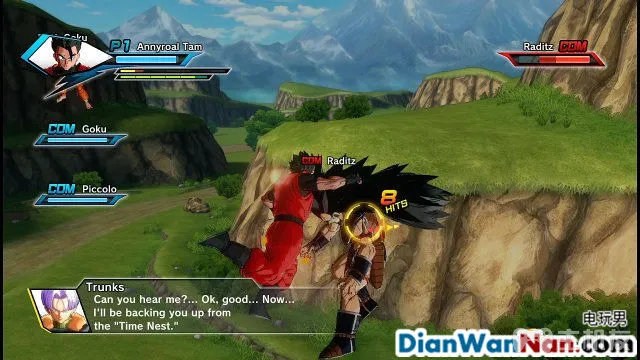 Goku
P1 Annyroal Tam
Raditz COM
COM Goku
COM Piccolo
COM Raditz
8
HITS
Trunks
Can you hear me?... Ok, good... Now...
I'll be backing you up from
the "Time Nest."
电玩男
DianWanNan.com